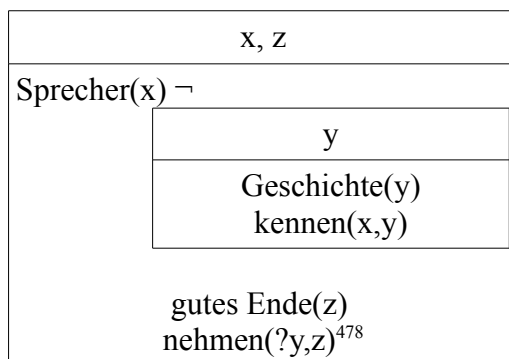 x, z
Sprecher(x) ¬
y
Geschichte(y)
kennen(x,y)
gutes Ende(z)
nehmen(?y,z)⁴⁷⁸